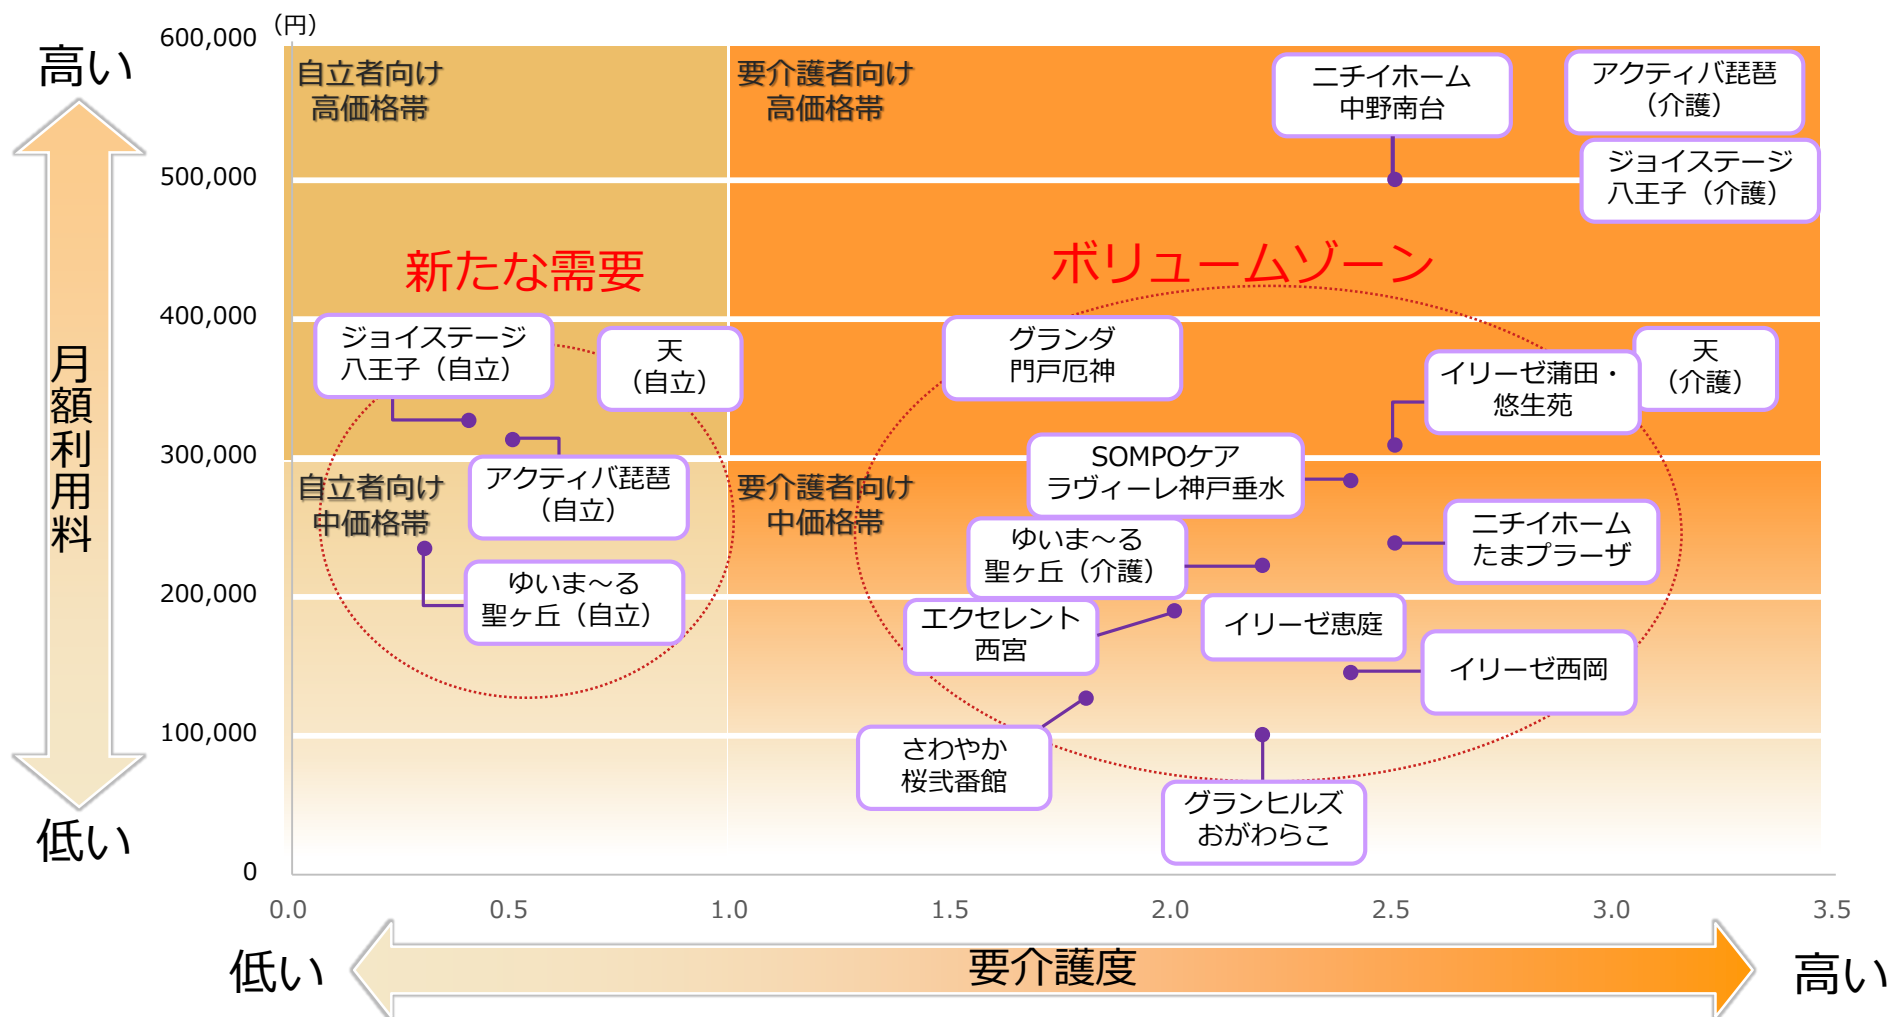 (円)
600,000
500,000
400,000
300,000
200,000
100,000
0
高い
月額利用料
低い
自立者向け
高価格帯
要介護者向け
高価格帯
ニチイホーム
中野南台
アクティバ琵琶
（介護）
ジョイステージ
八王子（介護）
新たな需要
ボリュームゾーン
ジョイステージ
八王子（自立）
天
（自立）
グランダ
門戸厄神
イリーゼ蒲田・
悠生苑
天
（介護）
自立者向け
中価格帯
アクティバ琵琶
（自立）
要介護者向け
中価格帯
SOMPOケア
ラヴィーレ神戸垂水
ゆいま～る
聖ヶ丘（介護）
ニチイホーム
たまプラーザ
ゆいま～る
聖ヶ丘（自立）
エクセレント
西宮
イリーゼ恵庭
イリーゼ西岡
さわやか
桜弐番館
グランヒルズ
おがわらこ
0.0 0.5 1.0 1.5 2.0 2.5 3.0 3.5
低い
要介護度
高い